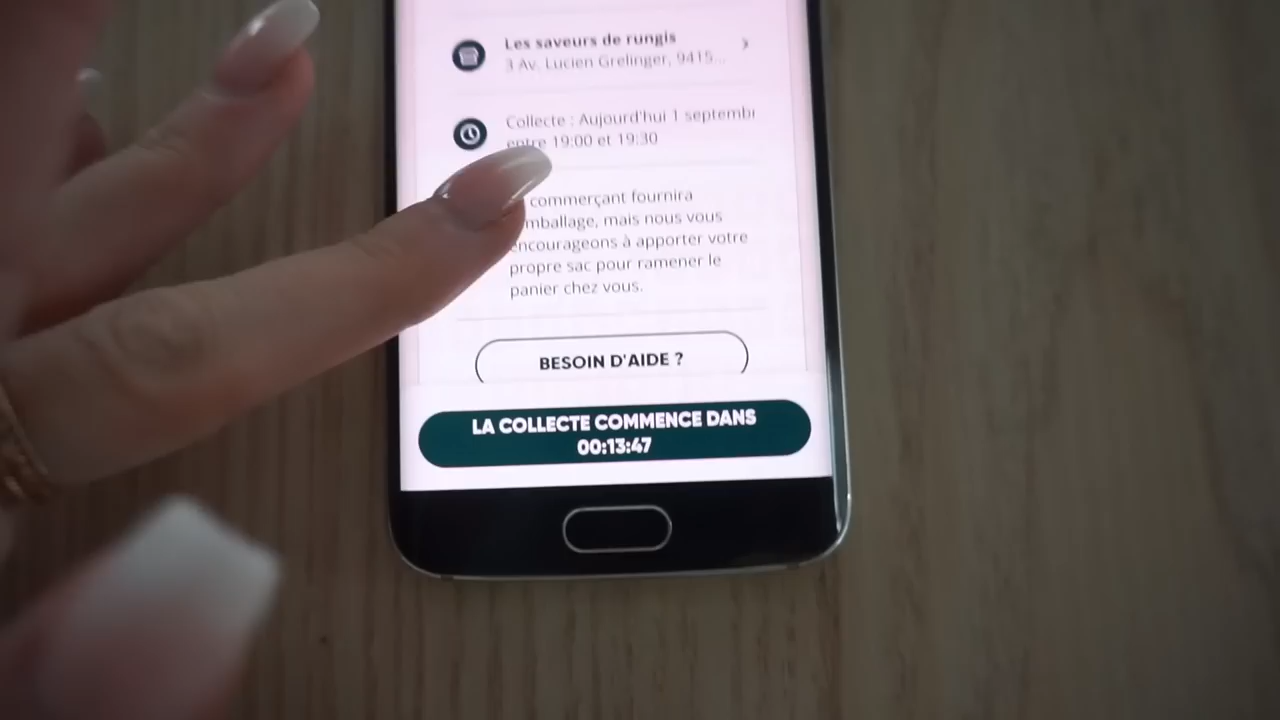 Les saveurs de rungis
3 Av. Lucien Grelinger, 9415...
Collecte : Aujourd'hui 1 septembr
entre 19:00 et 19:30
commerçant fournira
emballage, mais nous vous
encourageons à apporter votre
propre sac pour ramener le
panier chez vous.
BESOIN D'AIDE ?
LA COLLECTE COMMENCE DANS
00:13:47